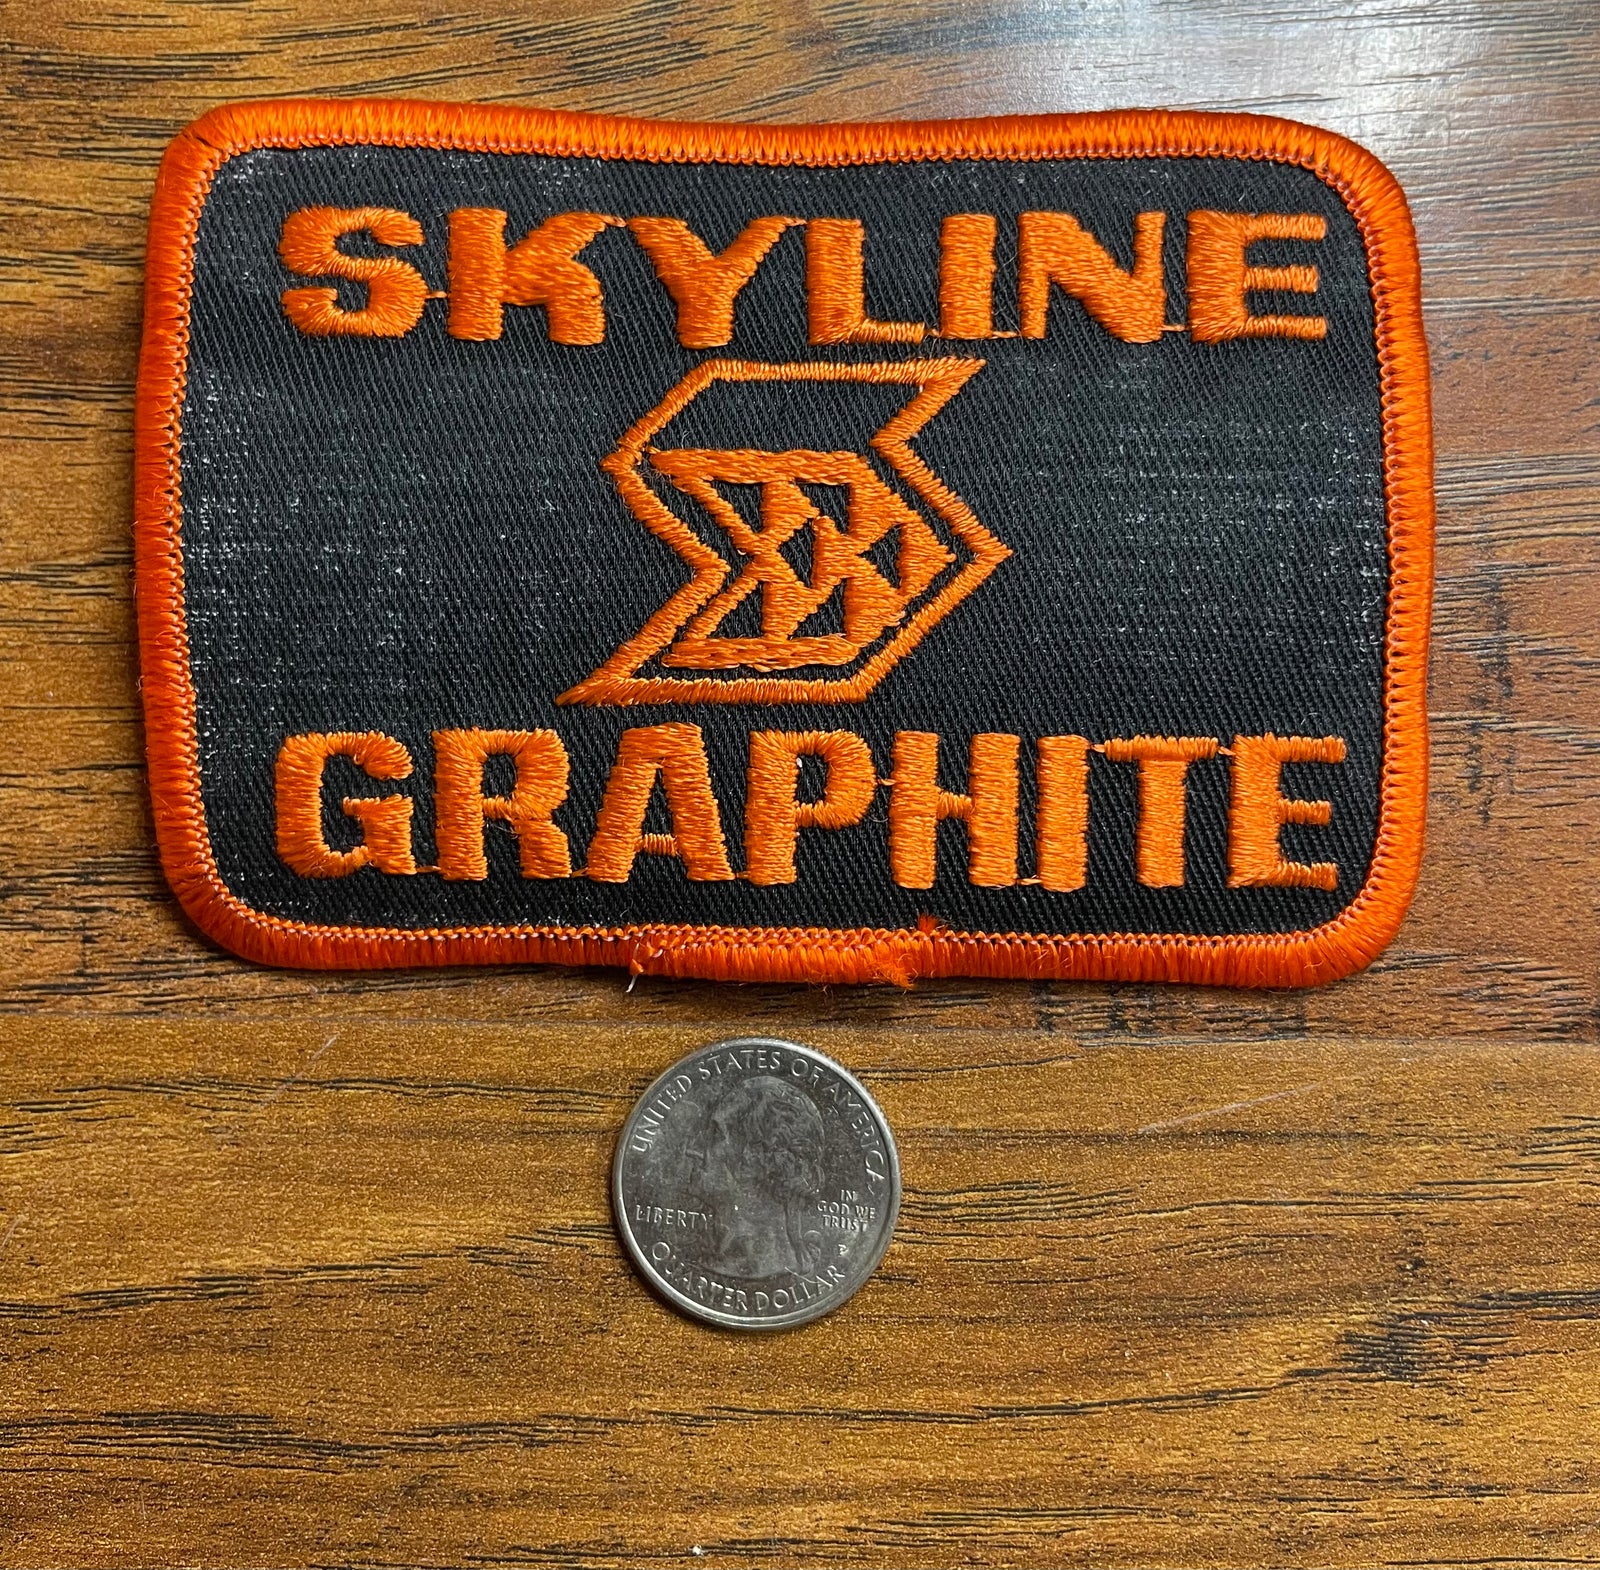 SKYLINE
GRAPHITE
UNITED STATES OF AMERICA
LIBERTY
IN
GOD WE
TRUST
P
QUARTER DOLLAR